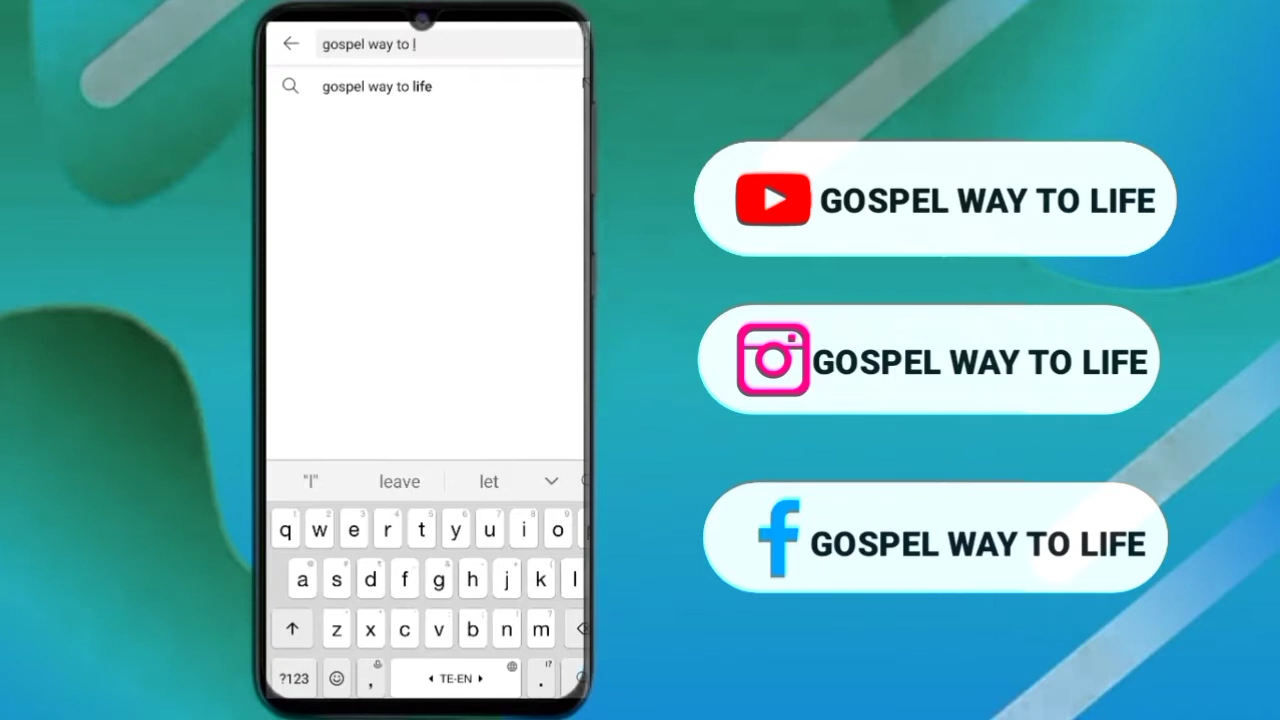 gospel way to l
gospel way to life
"l" leave let
q w e r t y u i o
a s d f g h j k l
z x c v b n m
?123 , TE-EN .
GOSPEL WAY TO LIFE
GOSPEL WAY TO LIFE
GOSPEL WAY TO LIFE